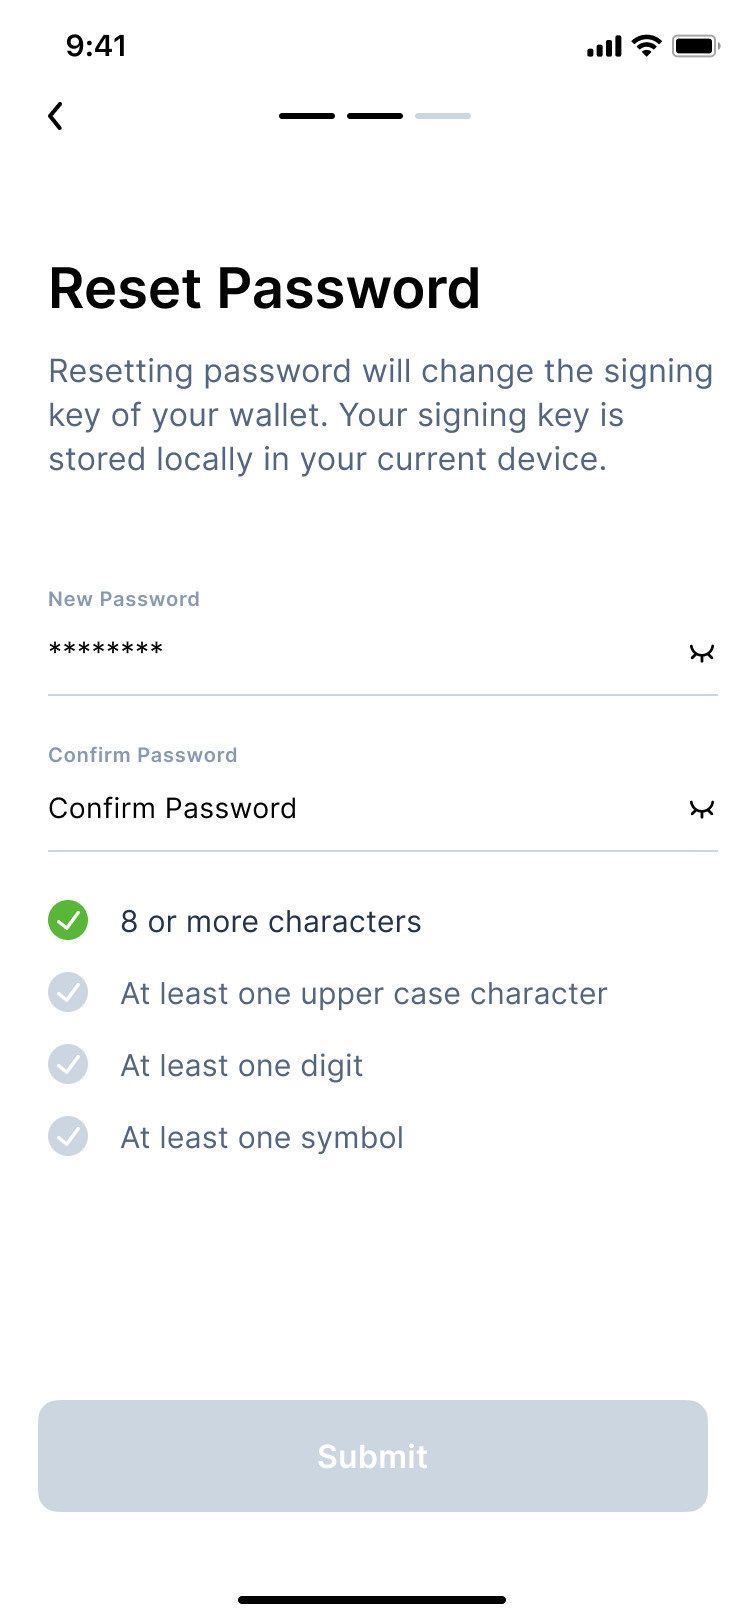 9:41
Reset Password
Resetting password will change the signing
key of your wallet. Your signing key is
stored locally in your current device.
New Password
********
Confirm Password
Confirm Password
8 or more characters
At least one upper case character
At least one digit
At least one symbol
Submit